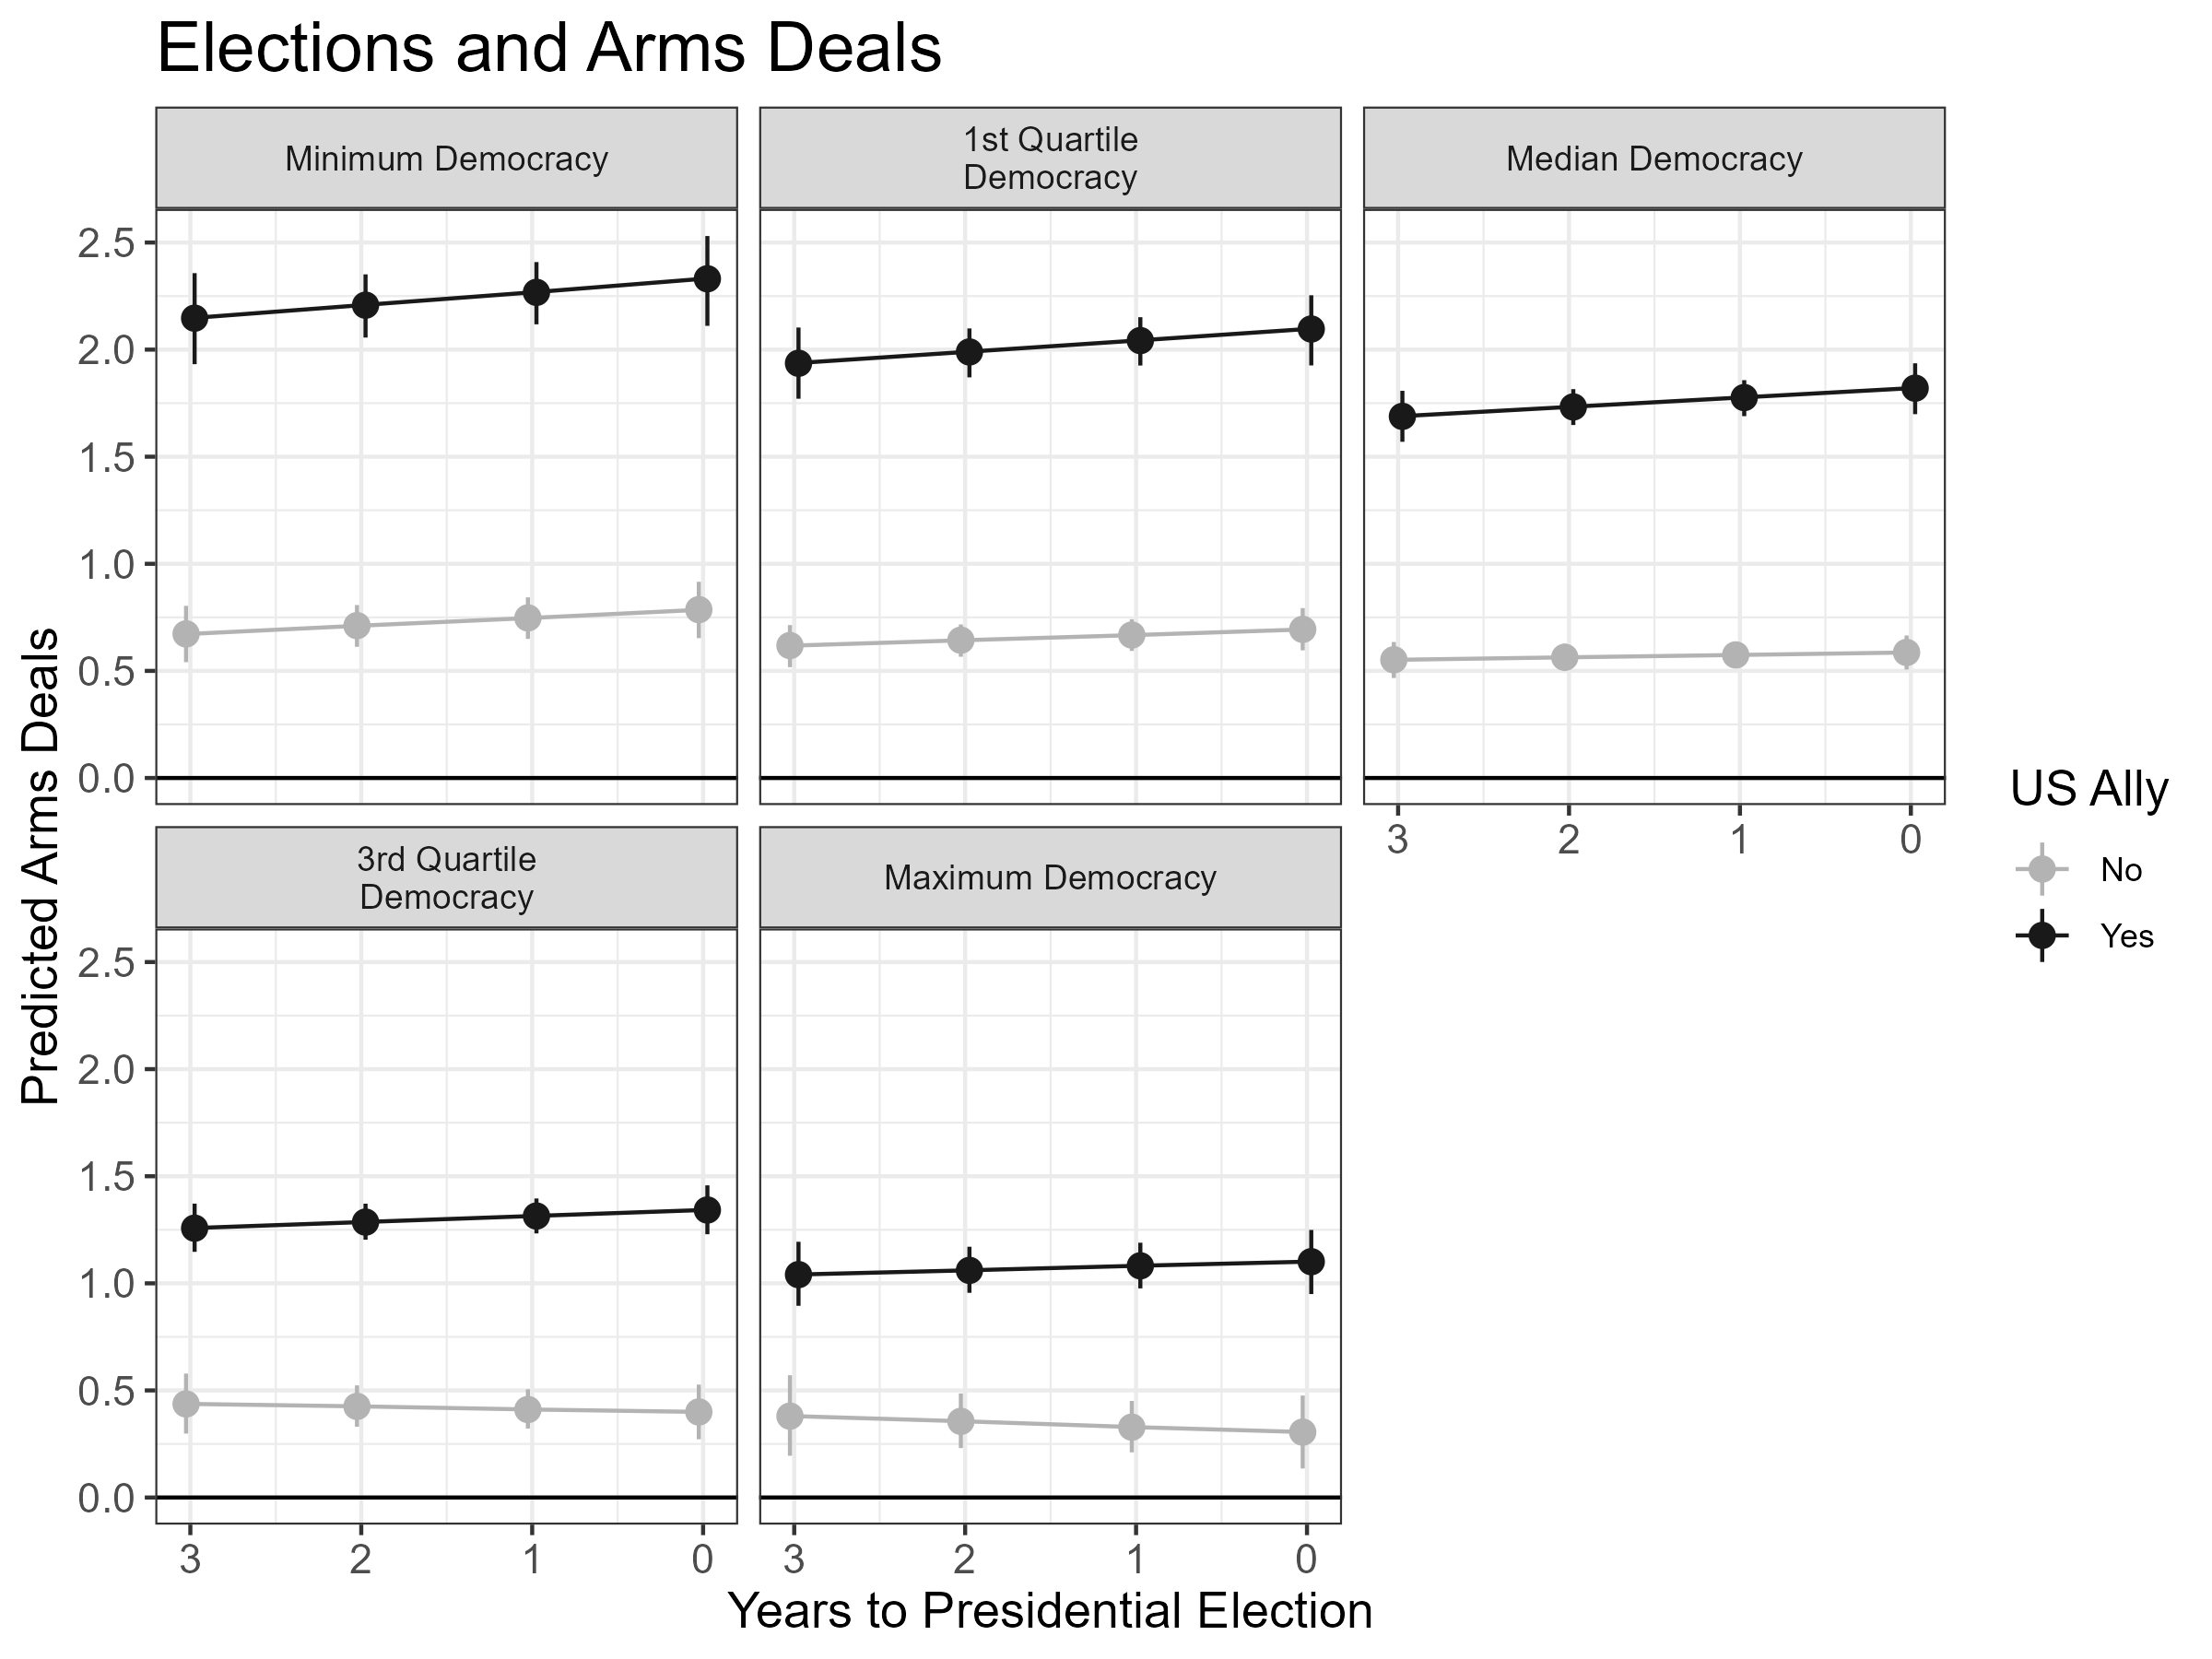 Elections and Arms Deals
Minimum Democracy
1st Quartile
Democracy
Median Democracy
2.5
2.0
1.5
1.0
0.5
0.0
3 2 1 0
3rd Quartile
Democracy
Maximum Democracy
2.5
2.0
1.5
1.0
0.5
0.0
3 2 1 0
3 2 1 0
Years to Presidential Election
Predicted Arms Deals
US Ally
No
Yes